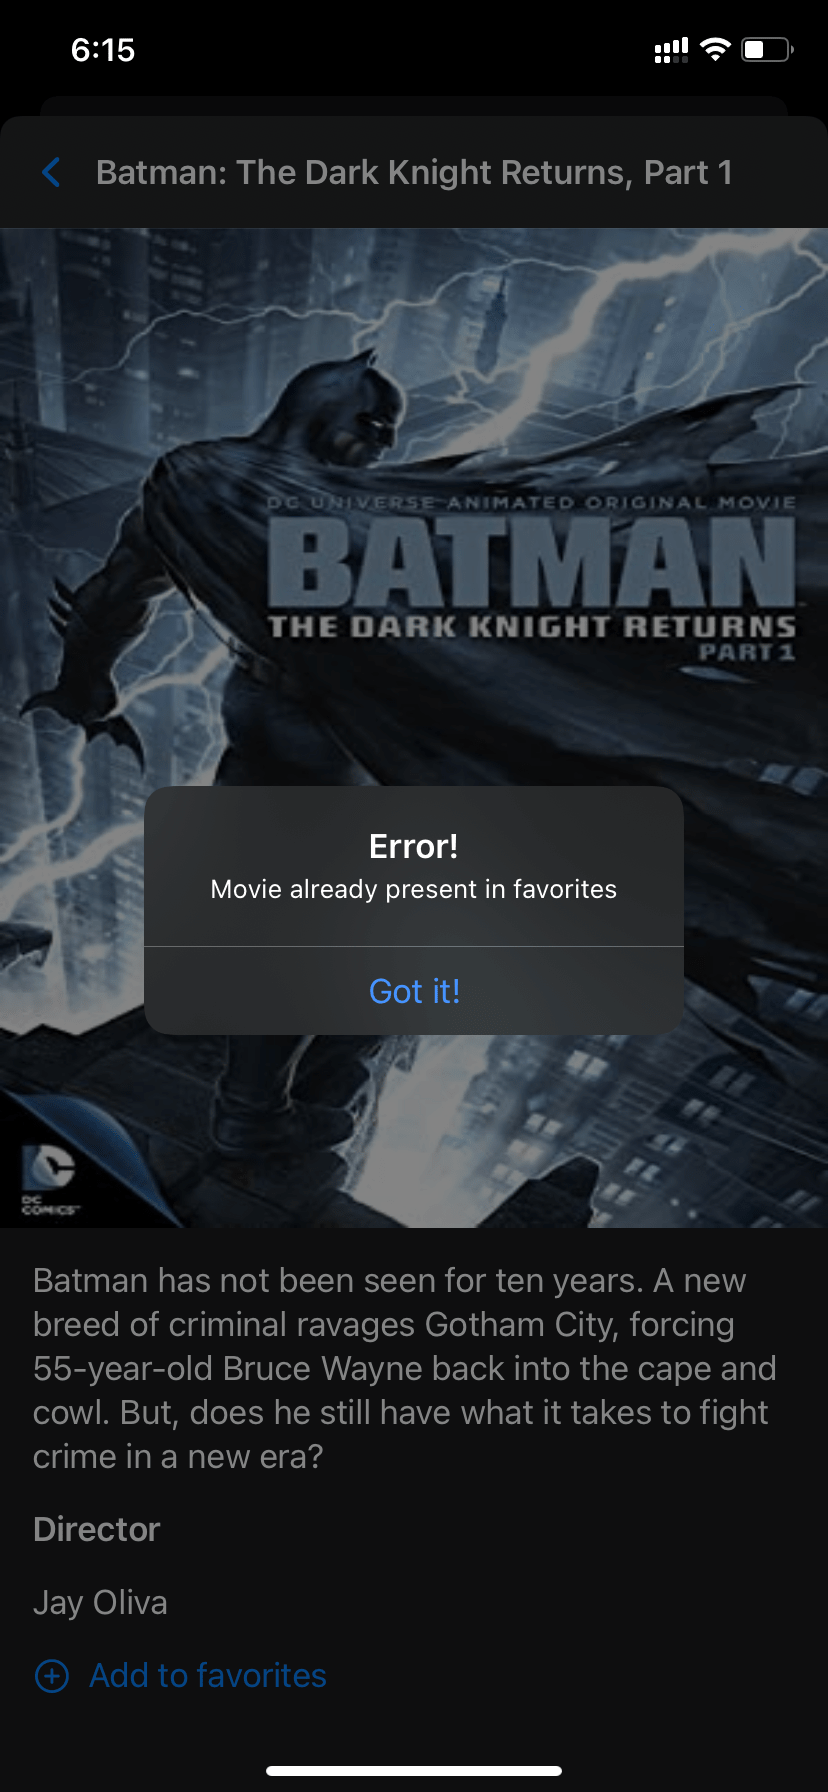 6:15
Batman: The Dark Knight Returns, Part 1
DC UNIVERSE ANIMATED ORIGINAL MOVIE
BATMAN
THE DARK KNIGHT RETURNS
PART 1
Error!
Movie already present in favorites
Got it!
DC
COMICS™
Batman has not been seen for ten years. A new
breed of criminal ravages Gotham City, forcing
55-year-old Bruce Wayne back into the cape and
cowl. But, does he still have what it takes to fight
crime in a new era?
Director
Jay Oliva
Add to favorites